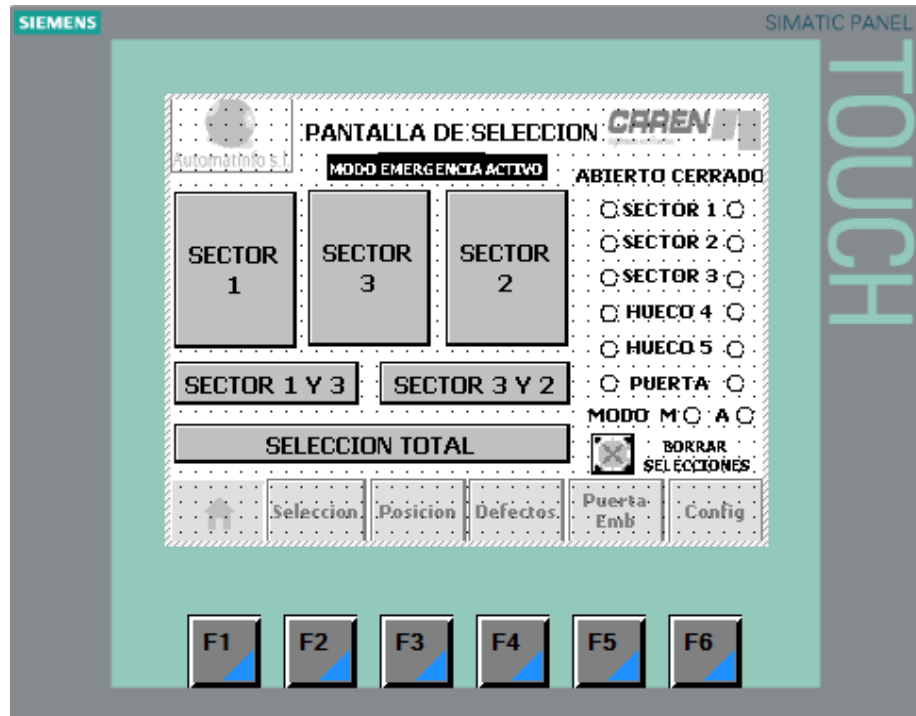 SIEMENS
SIMATIC PANEL
TOUCH
Automatinfo s.l.
PANTALLA DE SELECCION
CAREN
MODO EMERGENCIA ACTIVO
ABIERTO CERRADO
SECTOR 1
SECTOR 2
SECTOR 3
HUECO 4
HUECO 5
PUERTA
MODO M A
SECTOR
1
SECTOR
3
SECTOR
2
SECTOR 1 Y 3
SECTOR 3 Y 2
SELECCION TOTAL
BORRAR
SELECCIONES
Seleccion
Posicion
Defectos
Puerta
Emb
Config
F1
F2
F3
F4
F5
F6